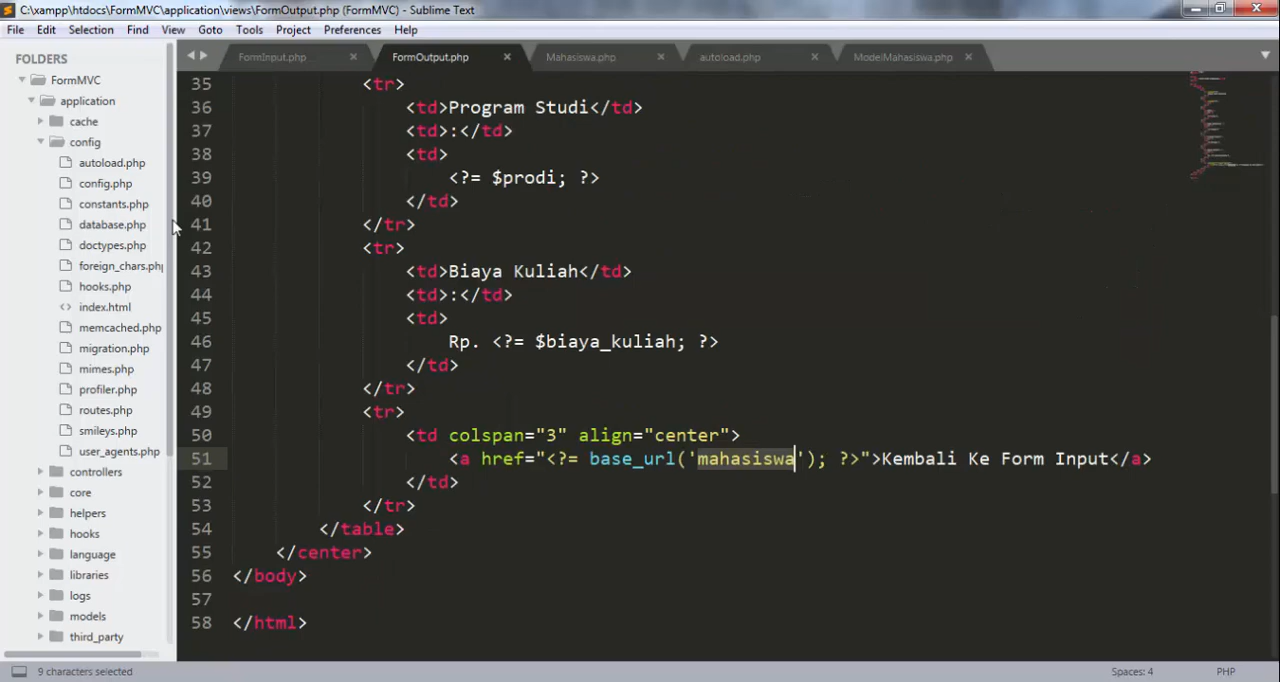 C:\xampp\htdocs\FormMVC\application\views\FormOutput.php (FormMVC) - Sublime Text
File Edit Selection Find View Goto Tools Project Preferences Help
FOLDERS
FormMVC
application
cache
config
autoload.php
config.php
constants.php
database.php
doctypes.php
foreign_chars.php
hooks.php
index.html
memcached.php
migration.php
mimes.php
profiler.php
routes.php
smileys.php
user_agents.php
controllers
core
helpers
hooks
language
libraries
logs
models
third_party
FormInput.php FormOutput.php Mahasiswa.php autoload.php ModelMahasiswa.php
35 <tr>
36 <td>Program Studi</td>
37 <td>:</td>
38 <td>
39 <?= $prodi; ?>
40 </td>
41 </tr>
42 <tr>
43 <td>Biaya Kuliah</td>
44 <td>:</td>
45 <td>
46 Rp. <?= $biaya_kuliah; ?>
47 </td>
48 </tr>
49 <tr>
50 <td colspan="3" align="center">
51 <a href="<?= base_url('mahasiswa'); ?>">Kembali Ke Form Input</a>
52 </td>
53 </tr>
54 </table>
55 </center>
56 </body>
57
58 </html>
9 characters selected
Spaces: 4 PHP